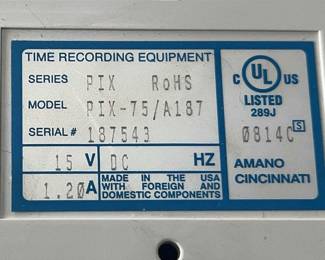 TIME RECORDING EQUIPMENT
SERIES PIX RoHS
MODEL PIX-75/A187
SERIAL# 187543
15 V DC HZ
1.20A MADE IN THE USA WITH FOREIGN AND DOMESTIC COMPONENTS
C UL US
LISTED
289J
0814C S
AMANO
CINCINNATI